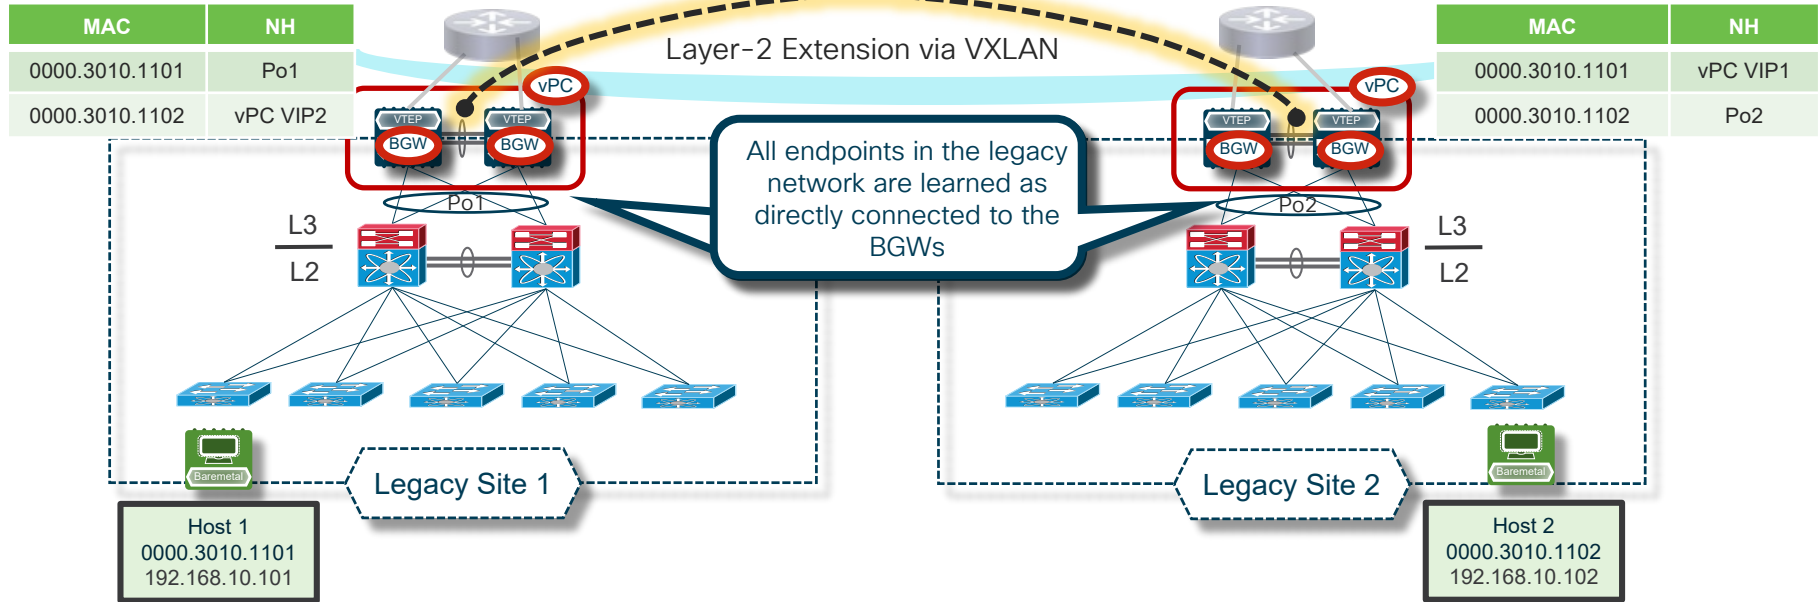 MAC NH
0000.3010.1101 Po1
0000.3010.1102 vPC VIP2
Layer-2 Extension via VXLAN
MAC NH
0000.3010.1101 vPC VIP1
0000.3010.1102 Po2
vPC
VTEP VTEP
BGW BGW
vPC
VTEP VTEP
BGW BGW
All endpoints in the legacy
network are learned as
directly connected to the
BGWs
Po1
L3
L2
Po2
L3
L2
Baremetal
Legacy Site 1
Host 1
0000.3010.1101
192.168.10.101
Legacy Site 2
Baremetal
Host 2
0000.3010.1102
192.168.10.102